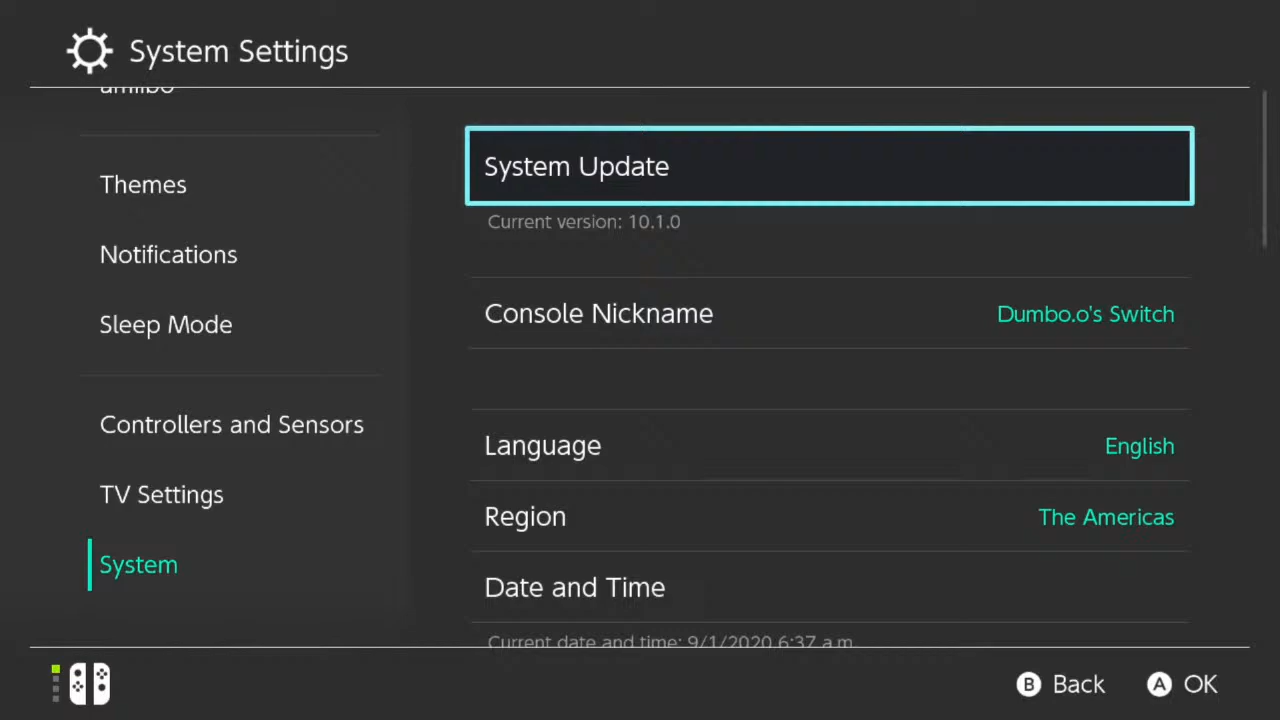 System Settings
amiibo
Themes
Notifications
Sleep Mode
Controllers and Sensors
TV Settings
System
System Update
Current version: 10.1.0
Console Nickname
Dumbo.o's Switch
Language
English
Region
The Americas
Date and Time
Current date and time: 9/1/2020 6:37 a.m.
B Back
A OK